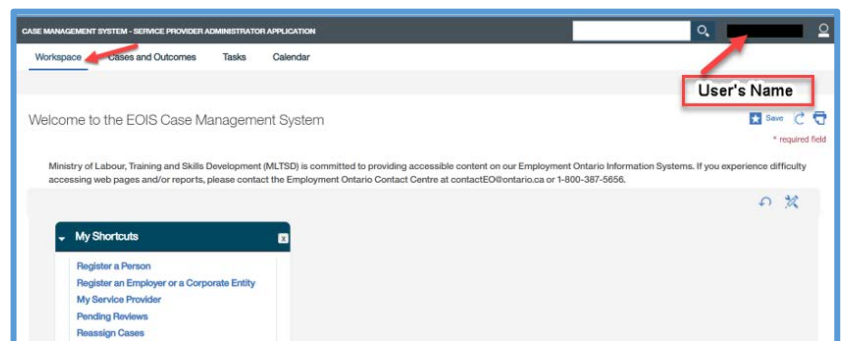 CASE MANAGEMENT SYSTEM - SERVICE PROVIDER ADMINISTRATOR APPLICATION
Workspace Cases and Outcomes Tasks Calendar
User's Name
Welcome to the EOIS Case Management System
Save
* required field
Ministry of Labour, Training and Skills Development (MLTSD) is committed to providing accessible content on our Employment Ontario Information Systems. If you experience difficulty
accessing web pages and/or reports, please contact the Employment Ontario Contact Centre at contactEO@ontario.ca or 1-800-387-5656.
My Shortcuts
x
Register a Person
Register an Employer or a Corporate Entity
My Service Provider
Pending Reviews
Reassign Cases